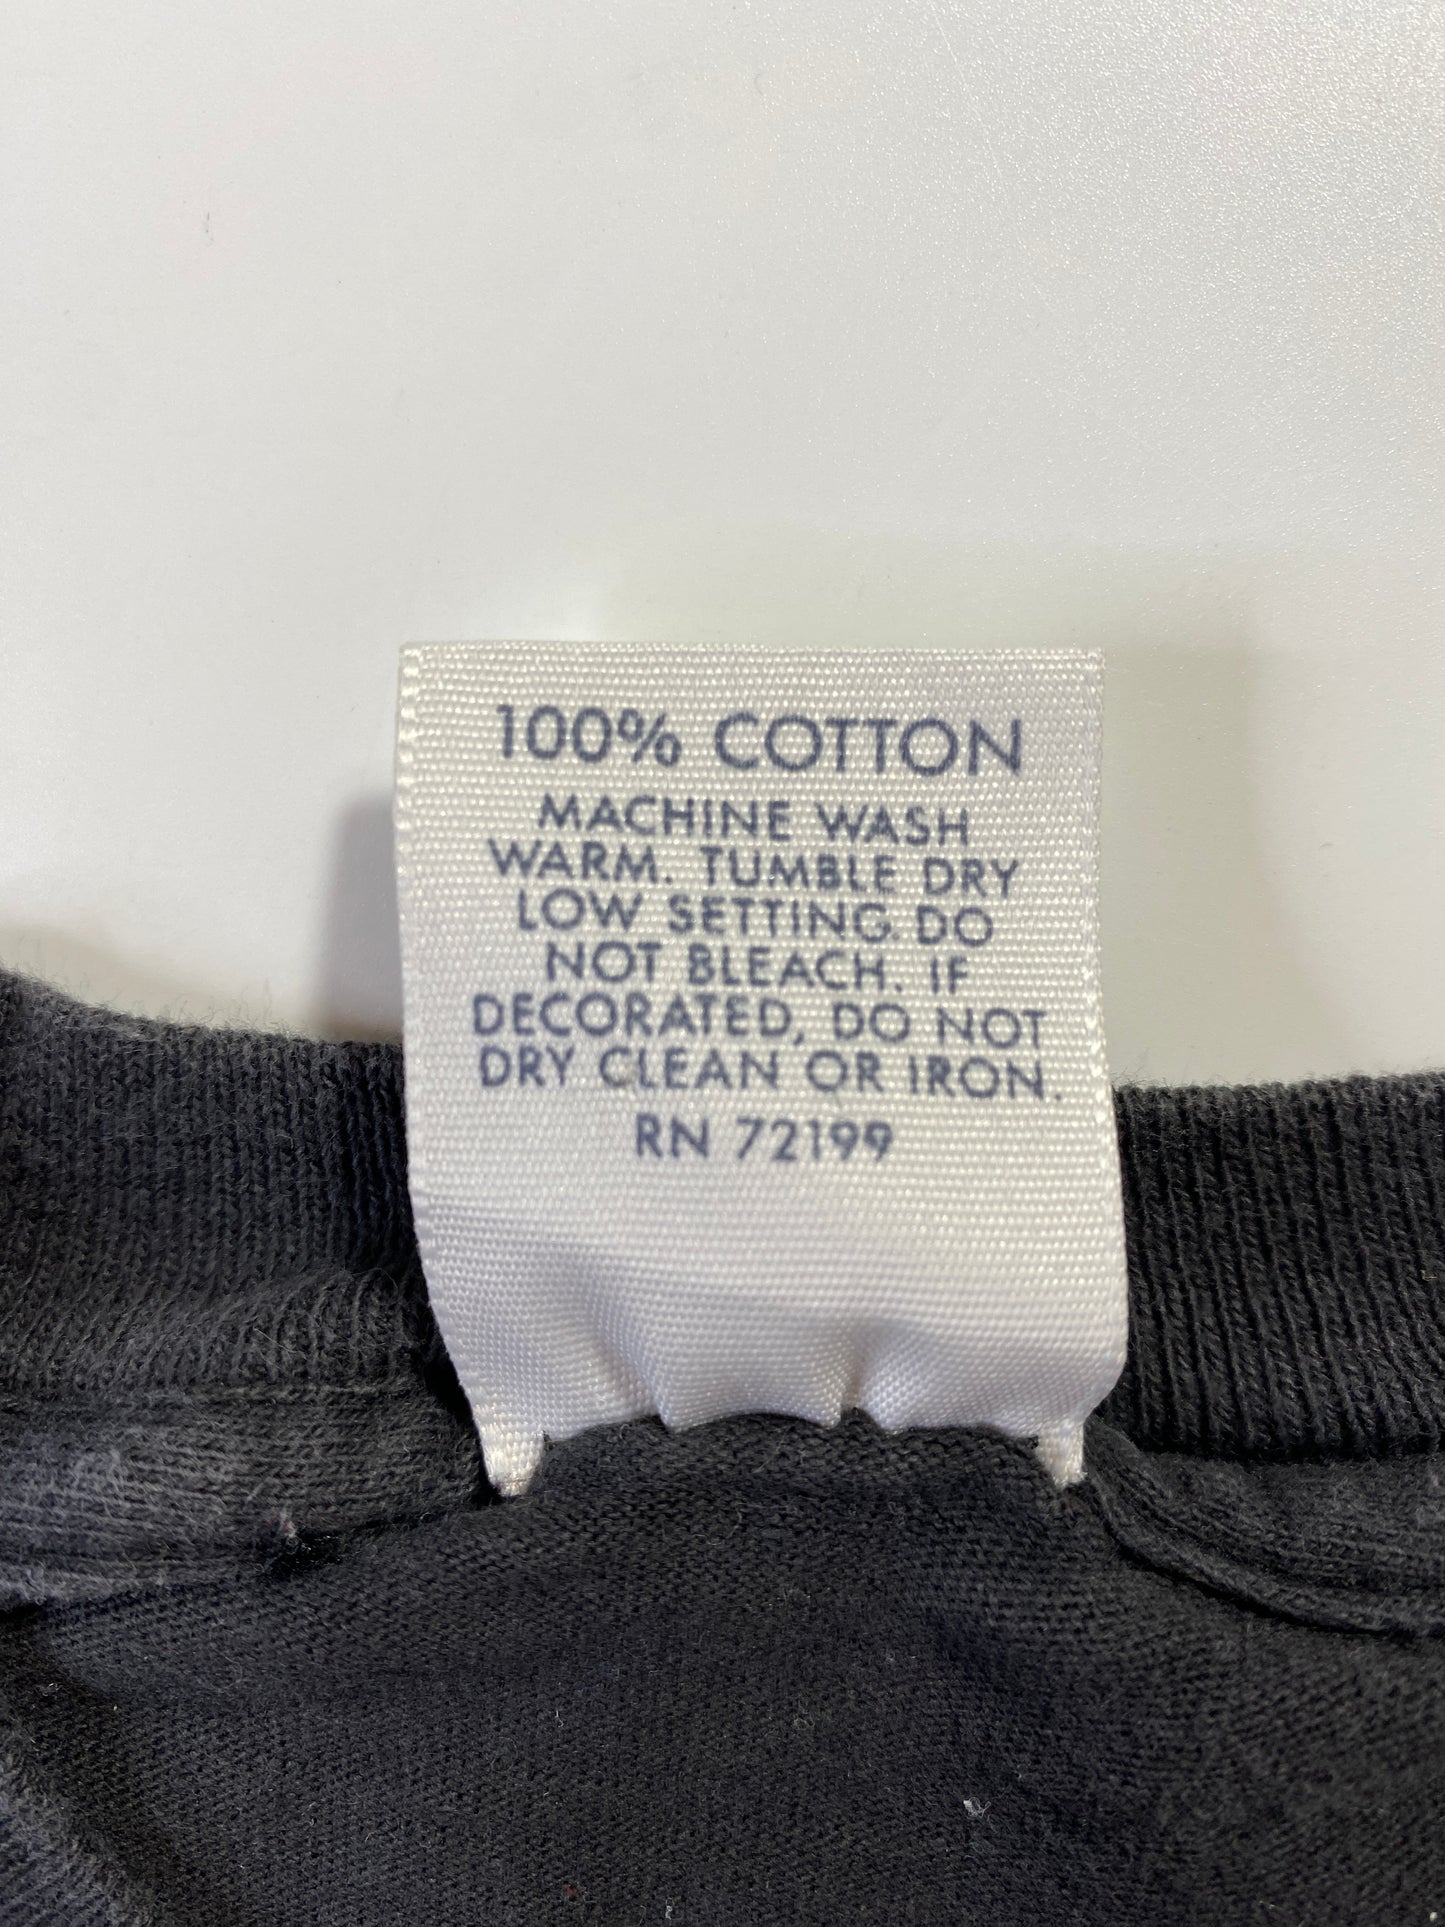 100% COTTON
MACHINE WASH
WARM. TUMBLE DRY
LOW SETTING. DO
NOT BLEACH. IF
DECORATED, DO NOT
DRY CLEAN OR IRON.
RN 72199